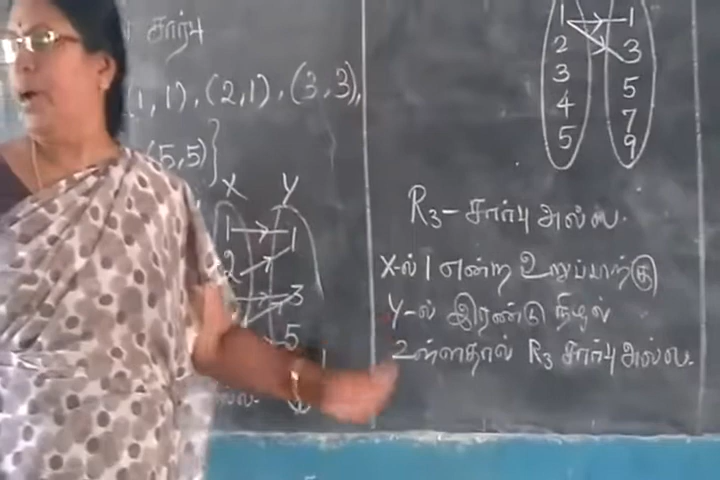 சார்பு
(1,1), (2,1), (3,3),
(5,5)}
X Y
1 1
2
3
5
1 1
2 3
3 5
4 7
5 9
R₃ - சார்பு அல்ல.
X-ல் 1 என்ற உறுப்பிற்கு
Y-ல் இரண்டு நிழல்
உள்ளதால் R₃ சார்பு அல்ல.